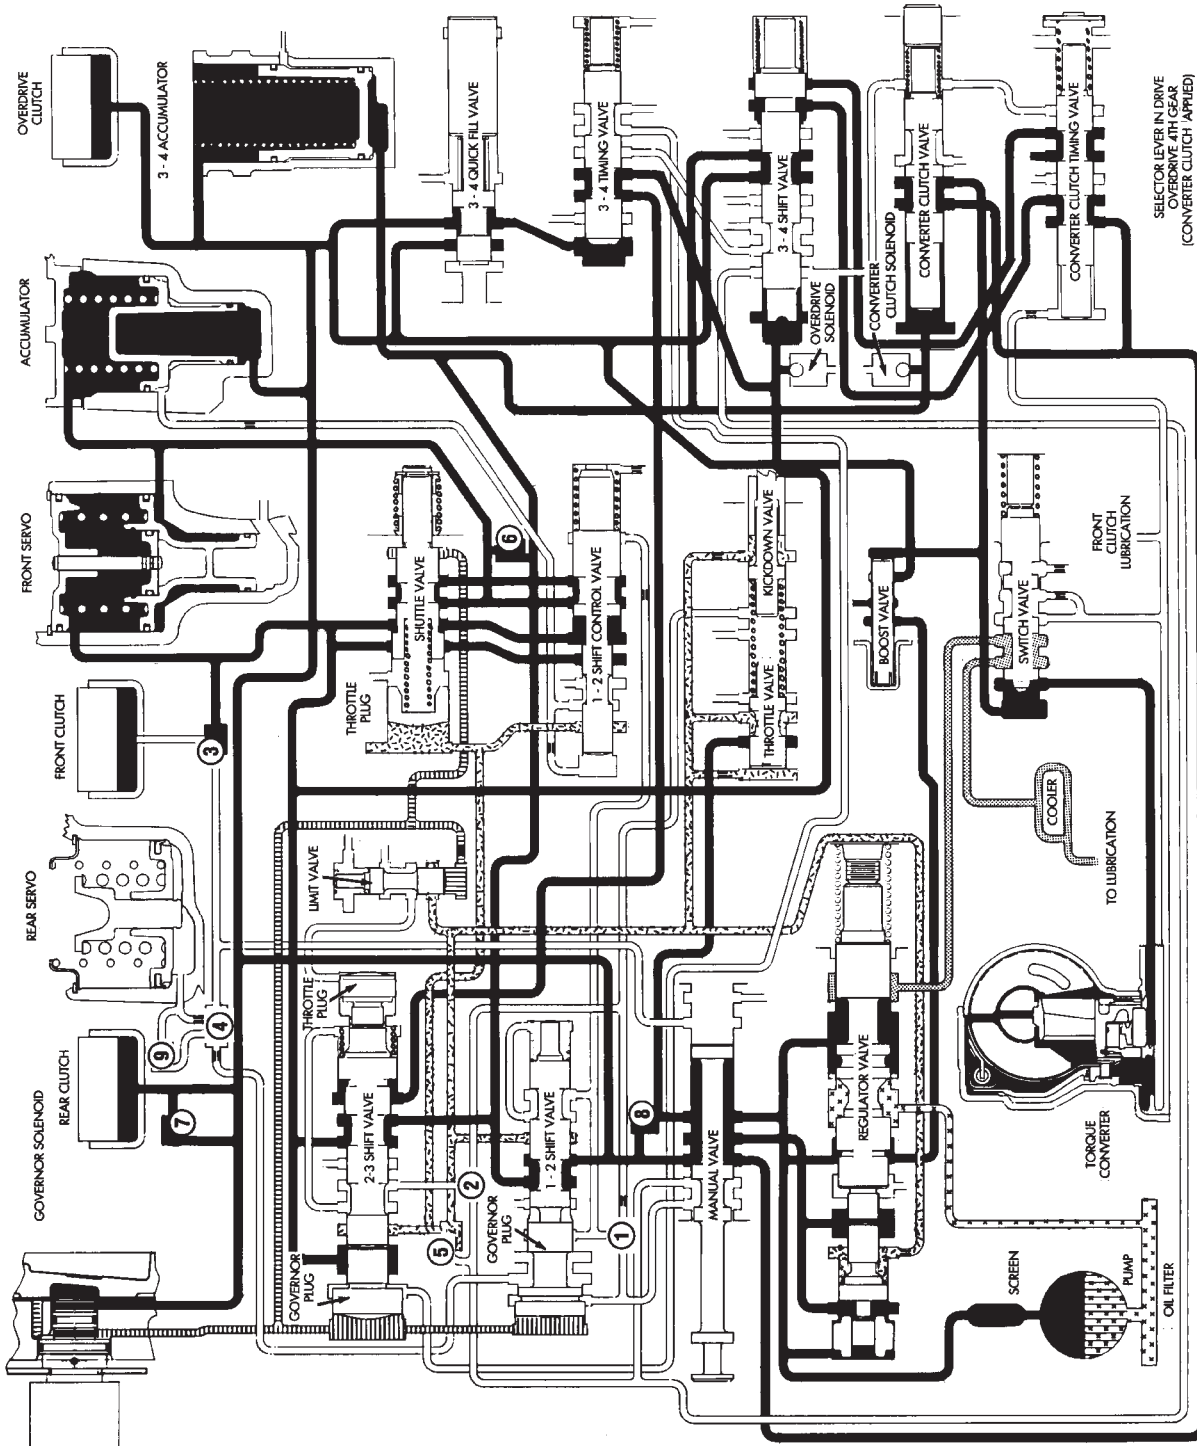 OVERDRIVE
CLUTCH
3 - 4 ACCUMULATOR
3 - 4 QUICK FILL VALVE
3 - 4 TIMING VALVE
3 - 4 SHIFT VALVE
OVERDRIVE
SOLENOID
CONVERTER
CLUTCH SOLENOID
CONVERTER CLUTCH VALVE
CONVERTER CLUTCH TIMING VALVE
SELECTOR LEVER IN DRIVE
OVERDRIVE 4TH GEAR
(CONVERTER CLUTCH APPLIED)
ACCUMULATOR
FRONT SERVO
SHUTTLE VALVE
THROTTLE
PLUG
6
1 - 2 SHIFT CONTROL VALVE
KICKDOWN VALVE
THROTTLE VALVE
BOOST VALVE
SWITCH VALVE
FRONT
CLUTCH
LUBRICATION
FRONT CLUTCH
3
COOLER
TO LUBRICATION
REAR SERVO
LIMIT VALVE
4
9
REAR CLUTCH
7
THROTTLE
PLUG
2-3 SHIFT VALVE
2
5
1 - 2 SHIFT VALVE
8
MANUAL VALVE
REGULATOR VALVE
TORQUE
CONVERTER
GOVERNOR SOLENOID
GOVERNOR
PLUG
GOVERNOR
PLUG
1
SCREEN
PUMP
OIL FILTER